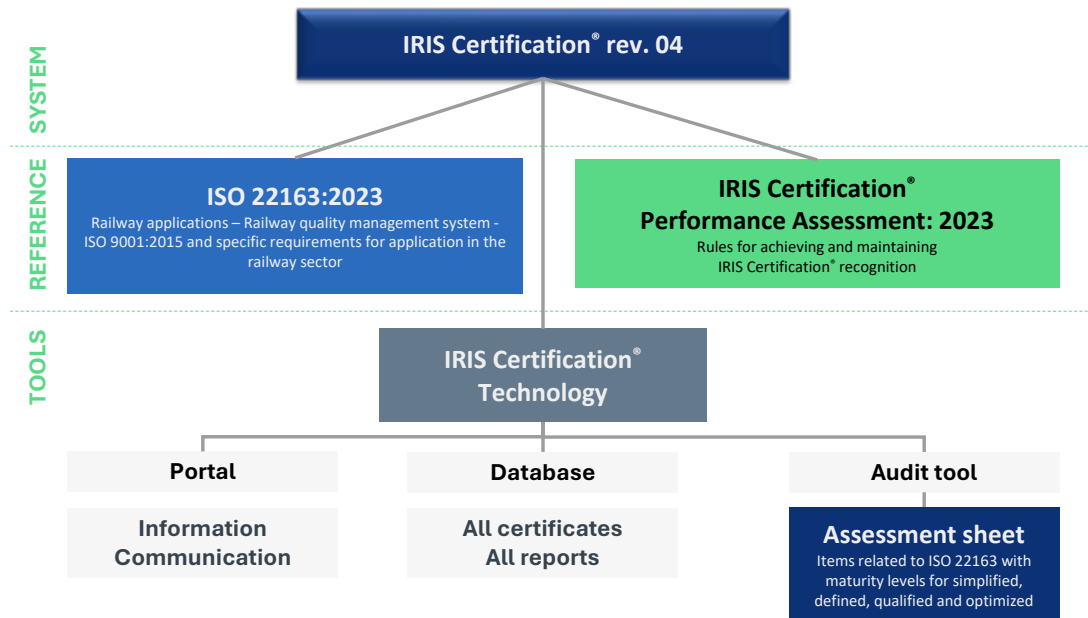 SYSTEM
IRIS Certification® rev. 04
REFERENCE
ISO 22163:2023
Railway applications – Railway quality management system -
ISO 9001:2015 and specific requirements for application in the
railway sector
IRIS Certification®
Performance Assessment: 2023
Rules for achieving and maintaining
IRIS Certification® recognition
TOOLS
IRIS Certification®
Technology
Portal
Information
Communication
Database
All certificates
All reports
Audit tool
Assessment sheet
Items related to ISO 22163 with
maturity levels for simplified,
defined, qualified and optimized